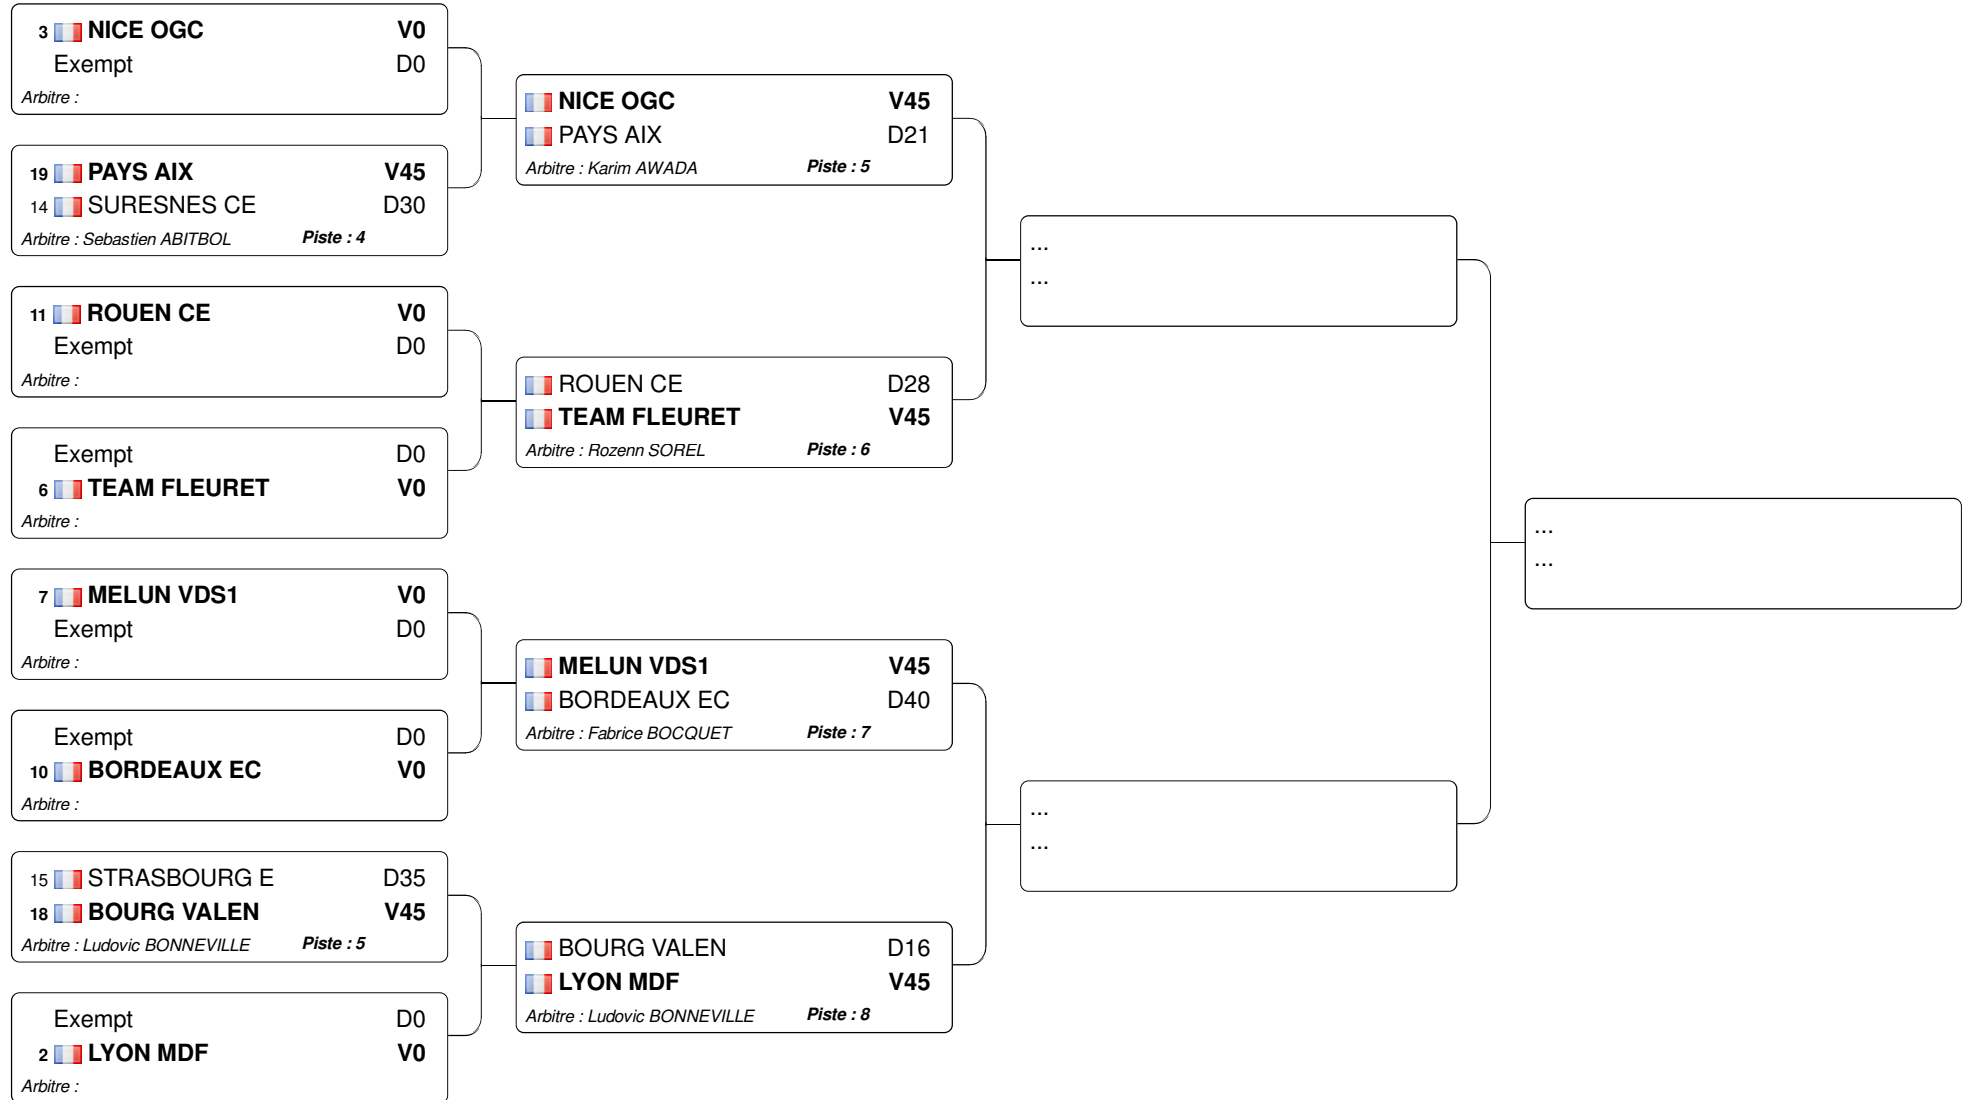 3 NICE OGC V0
Exempt D0
Arbitre :
19 PAYS AIX V45
14 SURESNES CE D30
Arbitre : Sebastien ABITBOL Piste : 4
11 ROUEN CE V0
Exempt D0
Arbitre :
Exempt D0
6 TEAM FLEURET V0
Arbitre :
7 MELUN VDS1 V0
Exempt D0
Arbitre :
Exempt D0
10 BORDEAUX EC V0
Arbitre :
15 STRASBOURG E D35
18 BOURG VALEN V45
Arbitre : Ludovic BONNEVILLE Piste : 5
Exempt D0
2 LYON MDF V0
Arbitre :
NICE OGC V45
PAYS AIX D21
Arbitre : Karim AWADA Piste : 5
ROUEN CE D28
TEAM FLEURET V45
Arbitre : Rozenn SOREL Piste : 6
MELUN VDS1 V45
BORDEAUX EC D40
Arbitre : Fabrice BOCQUET Piste : 7
BOURG VALEN D16
LYON MDF V45
Arbitre : Ludovic BONNEVILLE Piste : 8
...
...
...
...
...
...